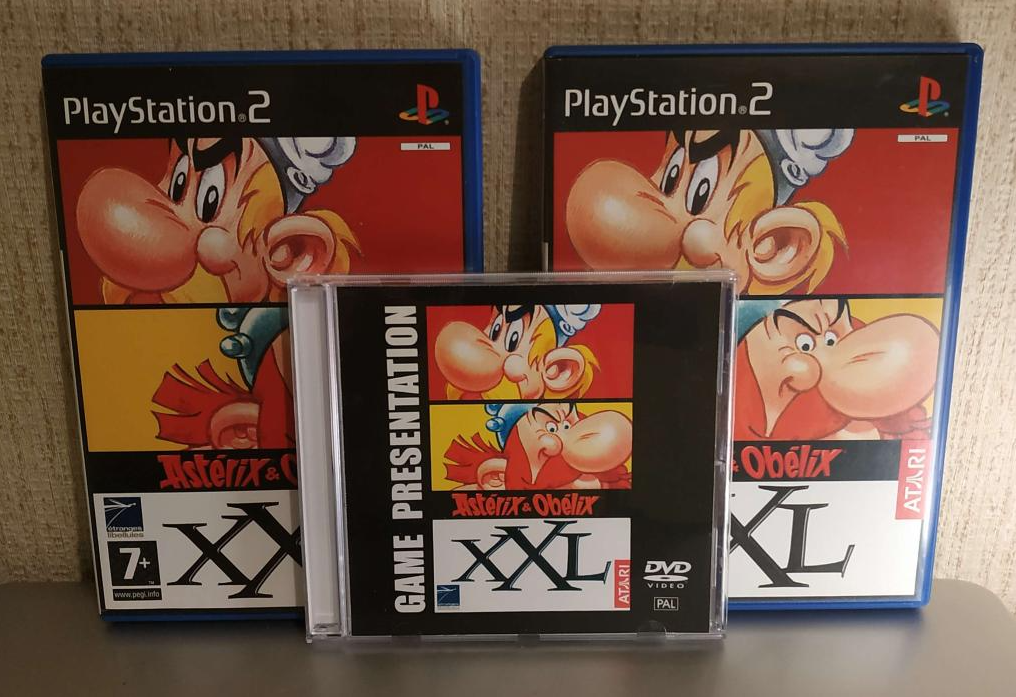 PlayStation®2
PAL
Astérix & O
étranges
libellules
7+
TM
www.pegi.info
XX
GAME PRESENTATION
Astérix & Obélix
XXL
ATARI
DVD
VIDEO
PAL
PlayStation®2
PAL
& Obélix
ATARI
XL